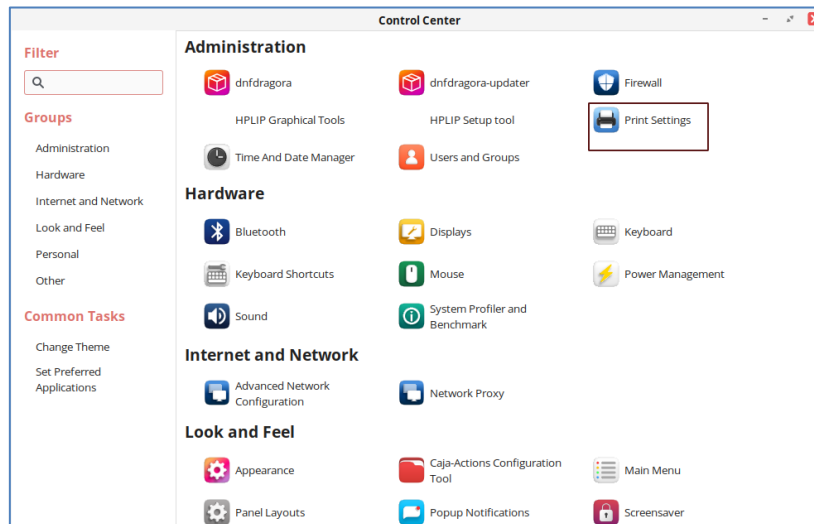 Control Center
Filter
Groups
Administration
Hardware
Internet and Network
Look and Feel
Personal
Other
Common Tasks
Change Theme
Set Preferred
Applications
Administration
dnfdragora
dnfdragora-updater
Firewall
HPLIP Graphical Tools
HPLIP Setup tool
Print Settings
Time And Date Manager
Users and Groups
Hardware
Bluetooth
Displays
Keyboard
Keyboard Shortcuts
Mouse
Power Management
Sound
System Profiler and
Benchmark
Internet and Network
Advanced Network
Configuration
Network Proxy
Look and Feel
Appearance
Caja-Actions Configuration
Tool
Main Menu
Panel Layouts
Popup Notifications
Screensaver